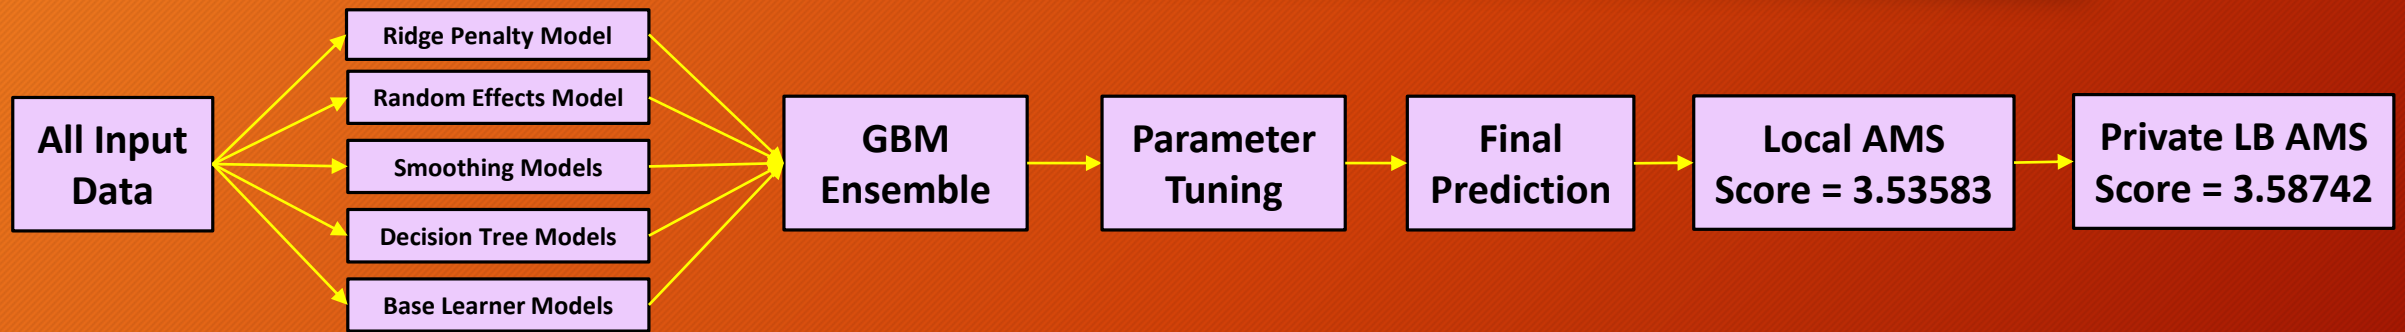 All Input
Data
Ridge Penalty Model
Random Effects Model
Smoothing Models
Decision Tree Models
Base Learner Models
GBM
Ensemble
Parameter
Tuning
Final
Prediction
Local AMS
Score = 3.53583
Private LB AMS
Score = 3.58742